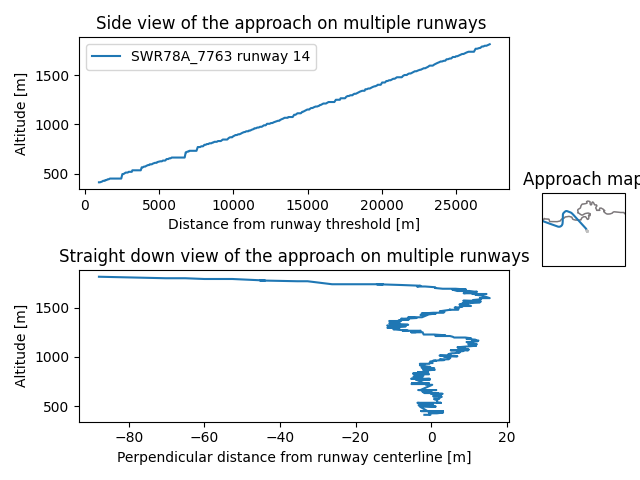 Side view of the approach on multiple runways
SWR78A_7763 runway 14
Altitude [m]
1500
1000
500
0 5000 10000 15000 20000 25000
Distance from runway threshold [m]
Approach map
Straight down view of the approach on multiple runways
Altitude [m]
1500
1000
500
−80 −60 −40 −20 0 20
Perpendicular distance from runway centerline [m]